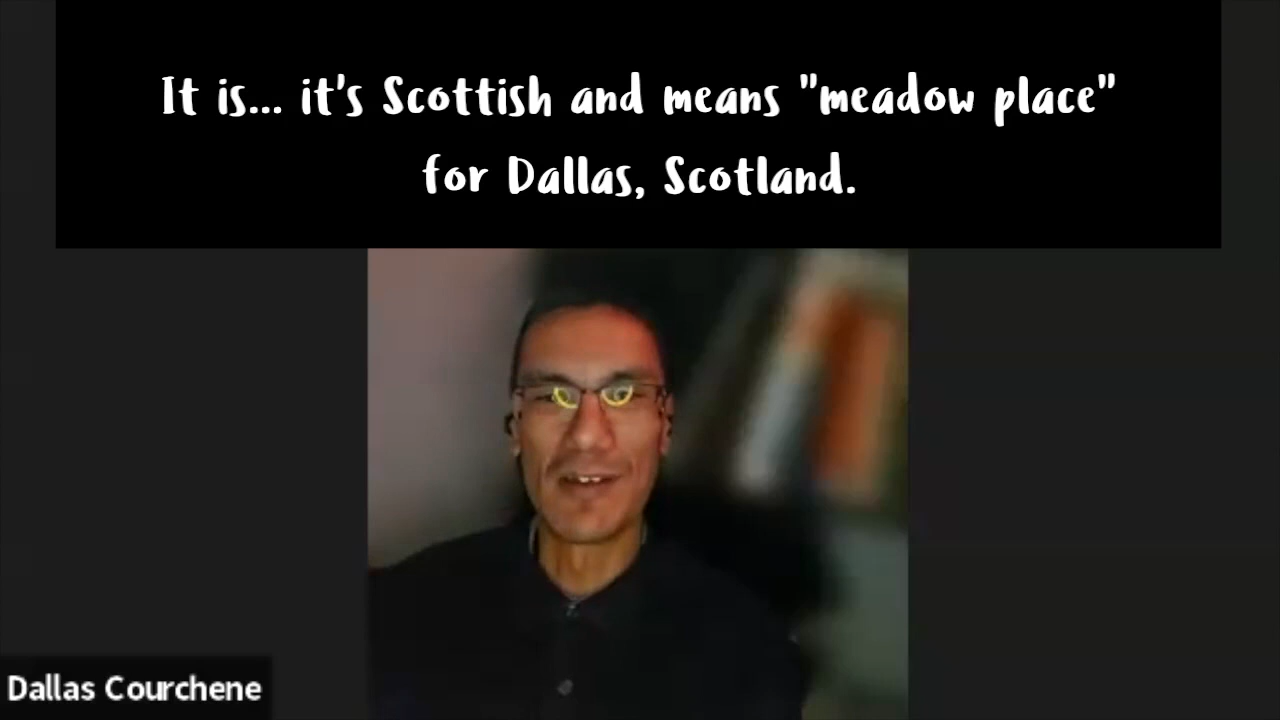 It is... it's Scottish and means "meadow place"
for Dallas, Scotland.
Dallas Courchene